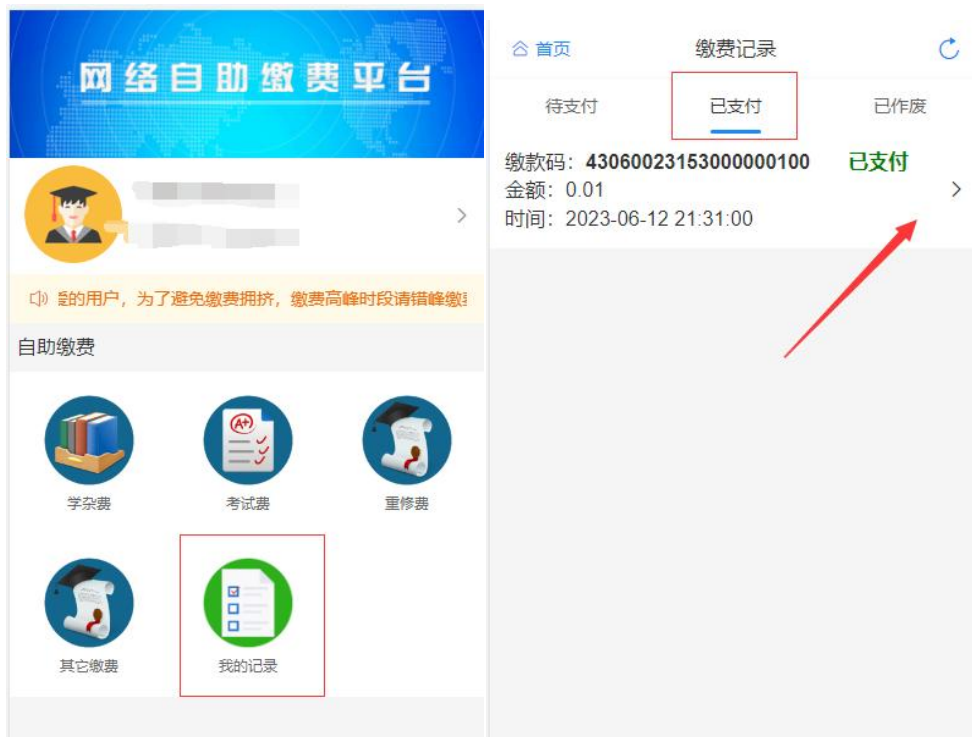 网络自助缴费平台
的用户，为了避免缴费拥挤，缴费高峰时段请错峰缴
自助缴费
A+
学杂费
考试费
重修费
其它缴费
我的记录
首页
缴费记录
待支付
已支付
已作废
缴款码：43060023153000000100
已支付
金额：0.01
时间：2023-06-12 21:31:00